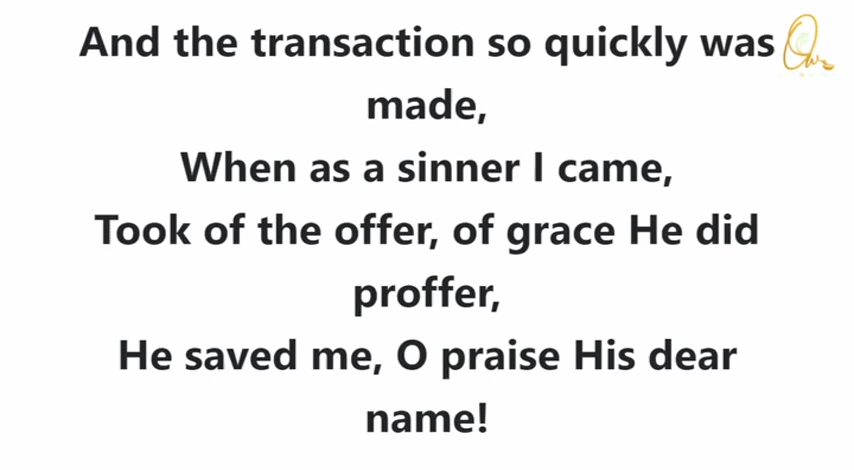 And the transaction so quickly was
made,
When as a sinner I came,
Took of the offer, of grace He did
proffer,
He saved me, O praise His dear
name!